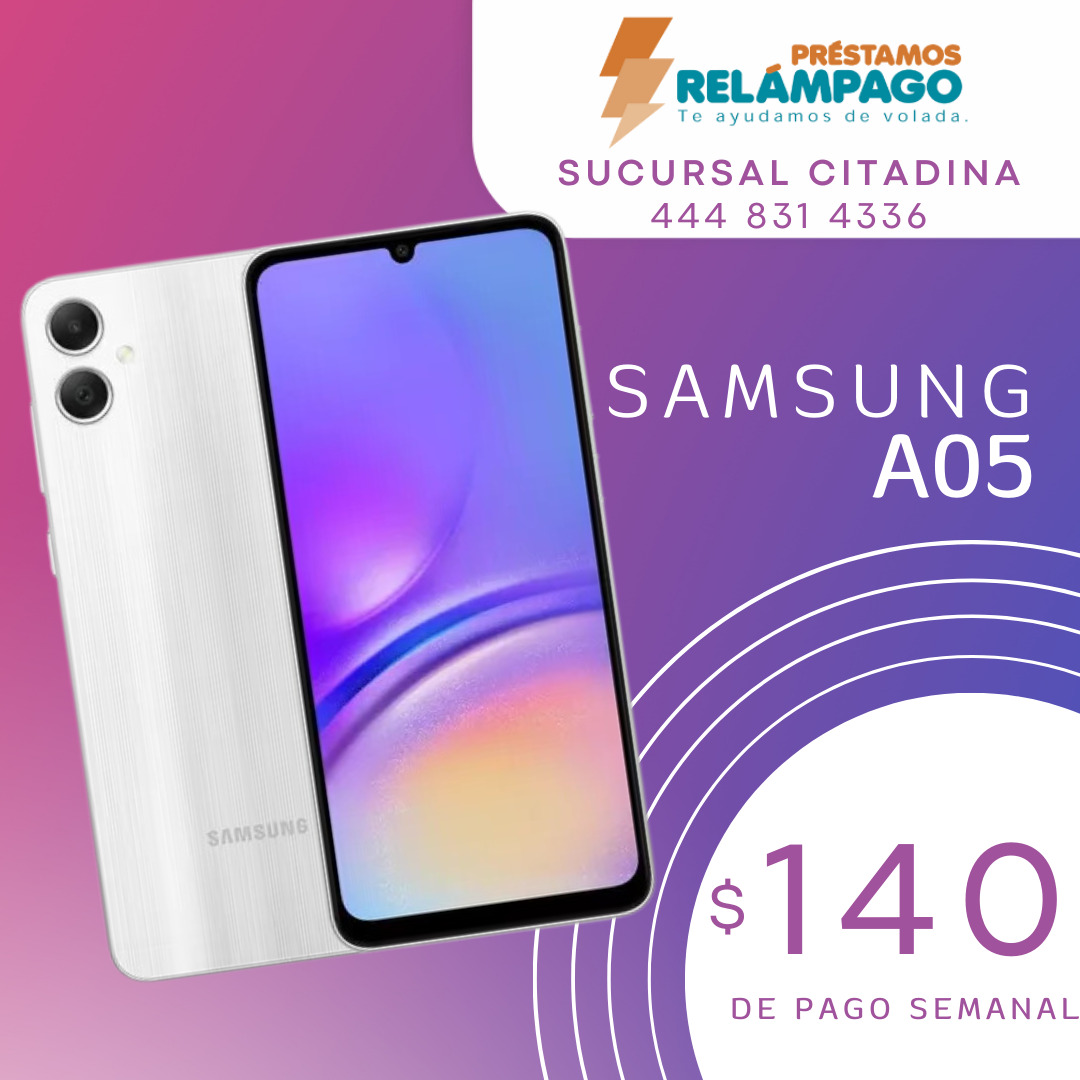 PRÉSTAMOS
RELÁMPAGO
Te ayudamos de volada.
SUCURSAL CITADINA
444 831 4336
SAMSUNG
A05
SAMSUNG
$140
DE PAGO SEMANAL